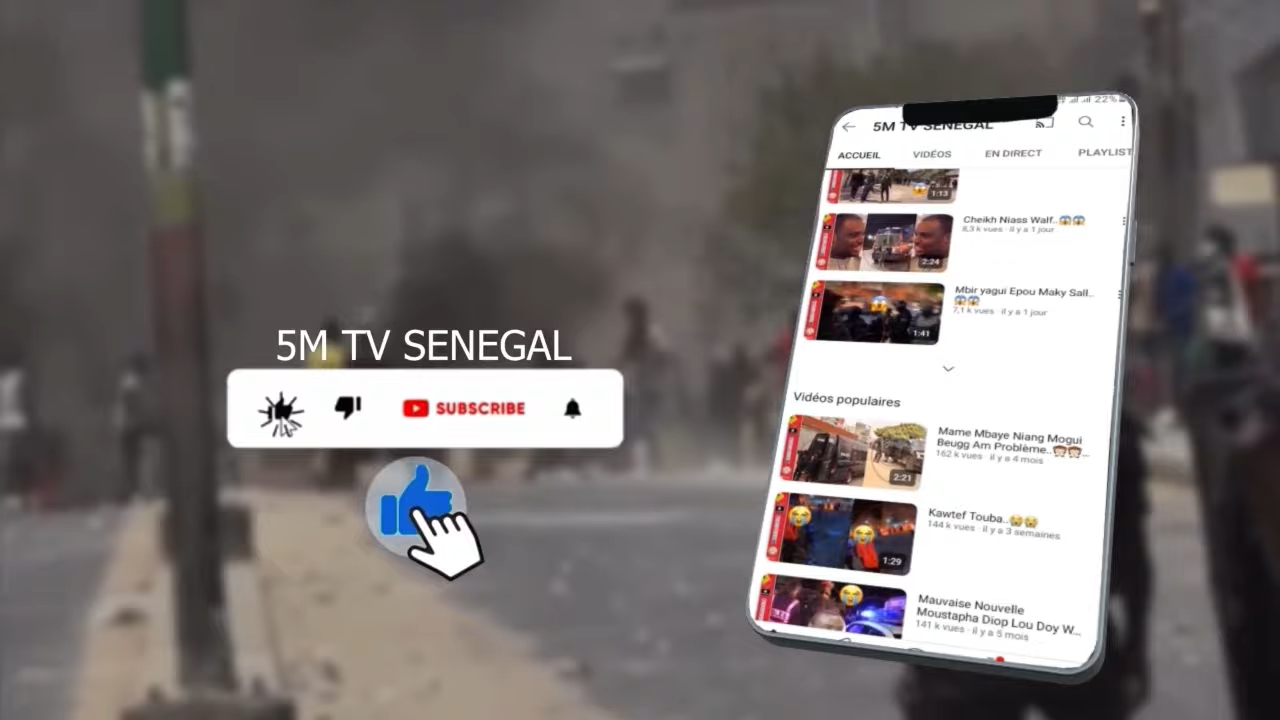 5M TV SENEGAL
SUBSCRIBE
22%
5M TV SENEGAL
ACCUEIL VIDÉOS EN DIRECT PLAYLIST
1:13
Cheikh Niass Walf..😱😱
8,3 k vues · il y a 1 jour
2:24
Mbir yagui Epou Maky Sall..
😱😱
7,1 k vues · il y a 1 jour
1:41
Vidéos populaires
Mame Mbaye Niang Mogui
Beugg Am Problème..🤦🤦...
162 k vues · il y a 4 mois
2:21
Kawtef Touba..😭😭
144 k vues · il y a 3 semaines
1:29
Mauvaise Nouvelle
Moustapha Diop Lou Doy W...
141 k vues · il y a 5 mois